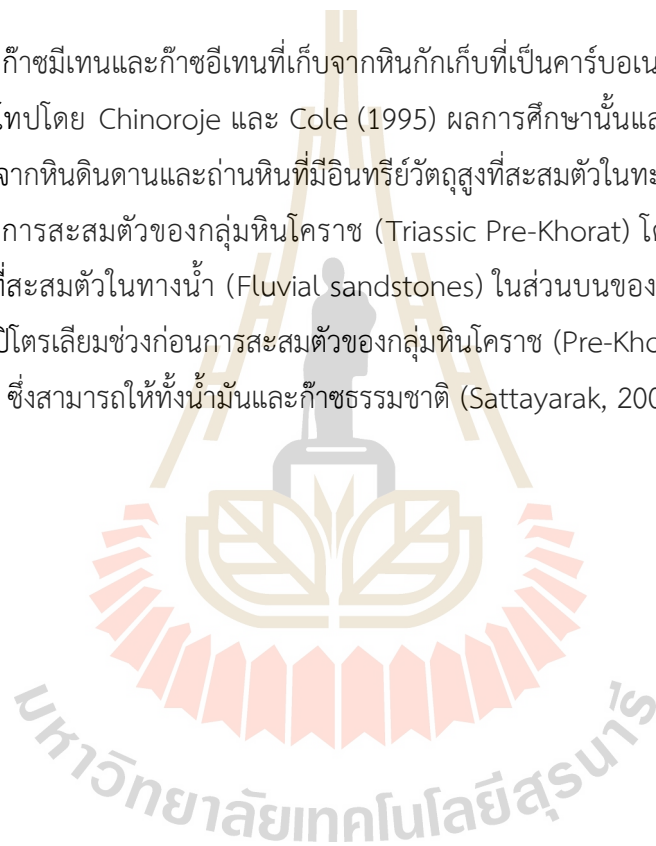 ก๊าซมีเทนและก๊าซอีเทนที่เก็บจากหินกักเก็บที่เป็นคาร์บอเน
โทปโดย Chinoroje และ Cole (1995) ผลการศึกษานั้นแส
จากหินดินดานและถ่านหินที่มีอินทรีย์วัตถุสูงที่สะสมตัวในทะ
การสะสมตัวของกลุ่มหินโคราช (Triassic Pre-Khorat) โด
ที่สะสมตัวในทางน้ำ (Fluvial sandstones) ในส่วนบนของ
ปิโตรเลียมช่วงก่อนการสะสมตัวของกลุ่มหินโคราช (Pre-Kho
ซึ่งสามารถให้ทั้งน้ำมันและก๊าซธรรมชาติ (Sattayarak, 200
มหาวิทยาลัยเทคโนโลยีสุรนารี